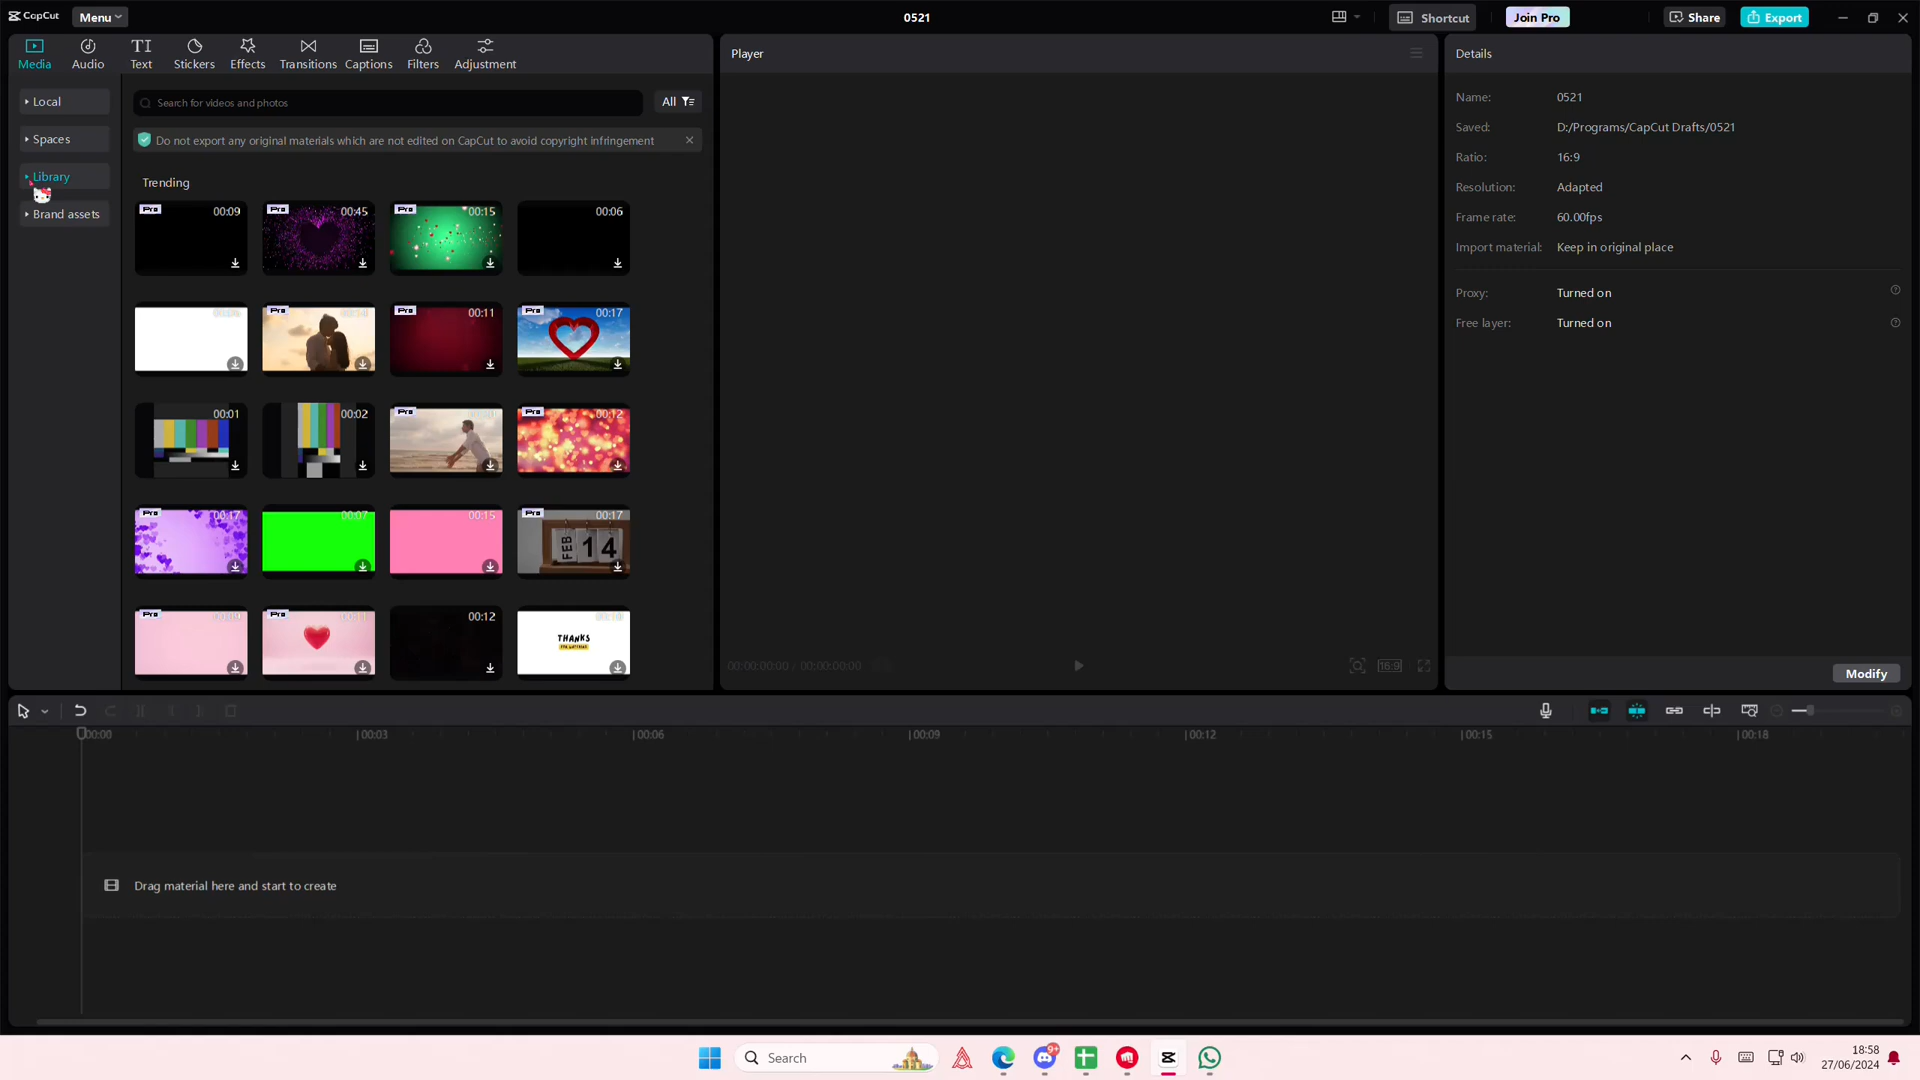 CapCut Menu 0521 Shortcut Join Pro Share Export
Media Audio Text Stickers Effects Transitions Captions Filters Adjustment
Local
Spaces
Library
Brand assets
Search for videos and photos All
Do not export any original materials which are not edited on CapCut to avoid copyright infringement
Trending
Pro 00:09 Pro 00:45 Pro 00:15 00:06
Pro Pro 00:11 Pro 00:17
00:01 00:02 Pro Pro 00:12
Pro 00:17 00:07 00:15 Pro 00:17
FEB 14
Pro Pro 00:12
THANKS
Player
00:00:00:00 / 00:00:00:00 16:9
Details
Name: 0521
Saved: D:/Programs/CapCut Drafts/0521
Ratio: 16:9
Resolution: Adapted
Frame rate: 60.00fps
Import material: Keep in original place
Proxy: Turned on
Free layer: Turned on
Modify
00:00 00:03 00:06 00:09 00:12 00:15 00:18
Drag material here and start to create
Search 9+ 18:58
27/06/2024